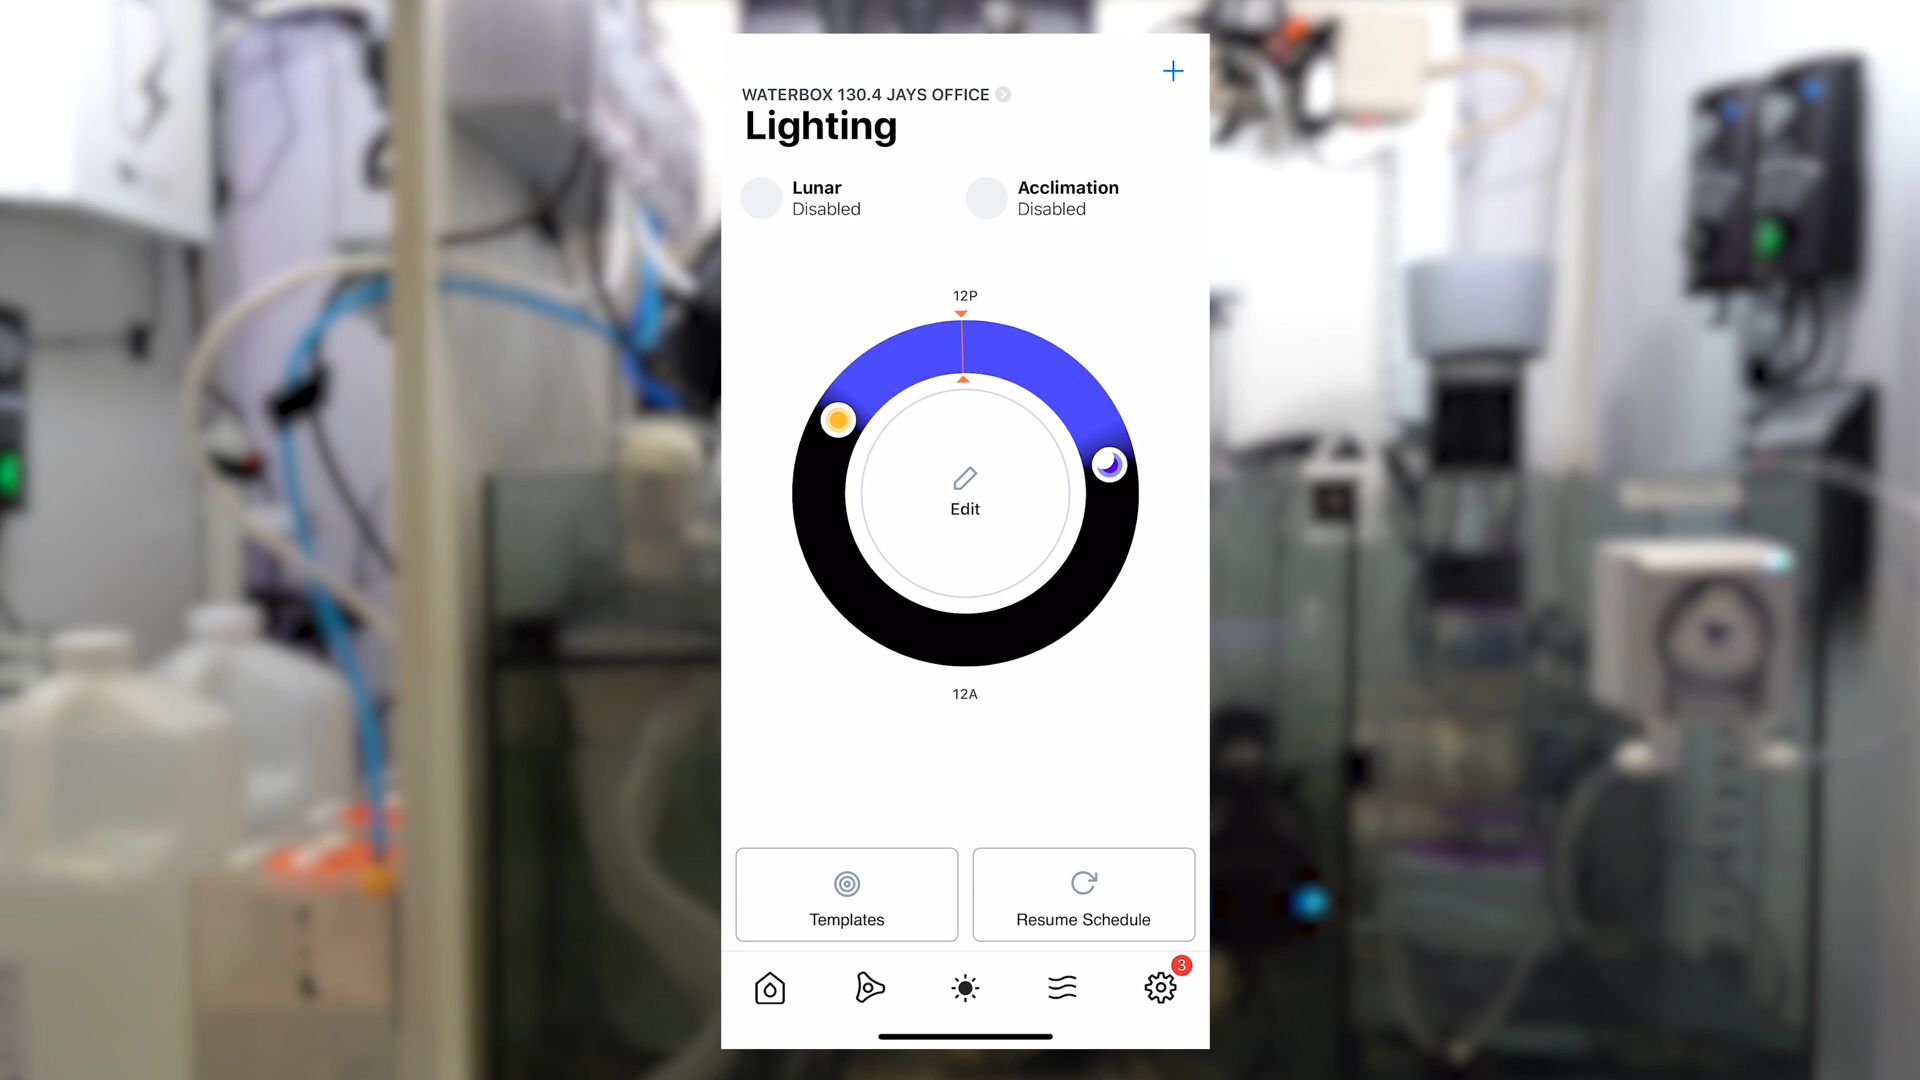 WATERBOX 130.4 JAYS OFFICE
Lighting
Lunar
Disabled
Acclimation
Disabled
12P
Edit
12A
Templates
Resume Schedule
3